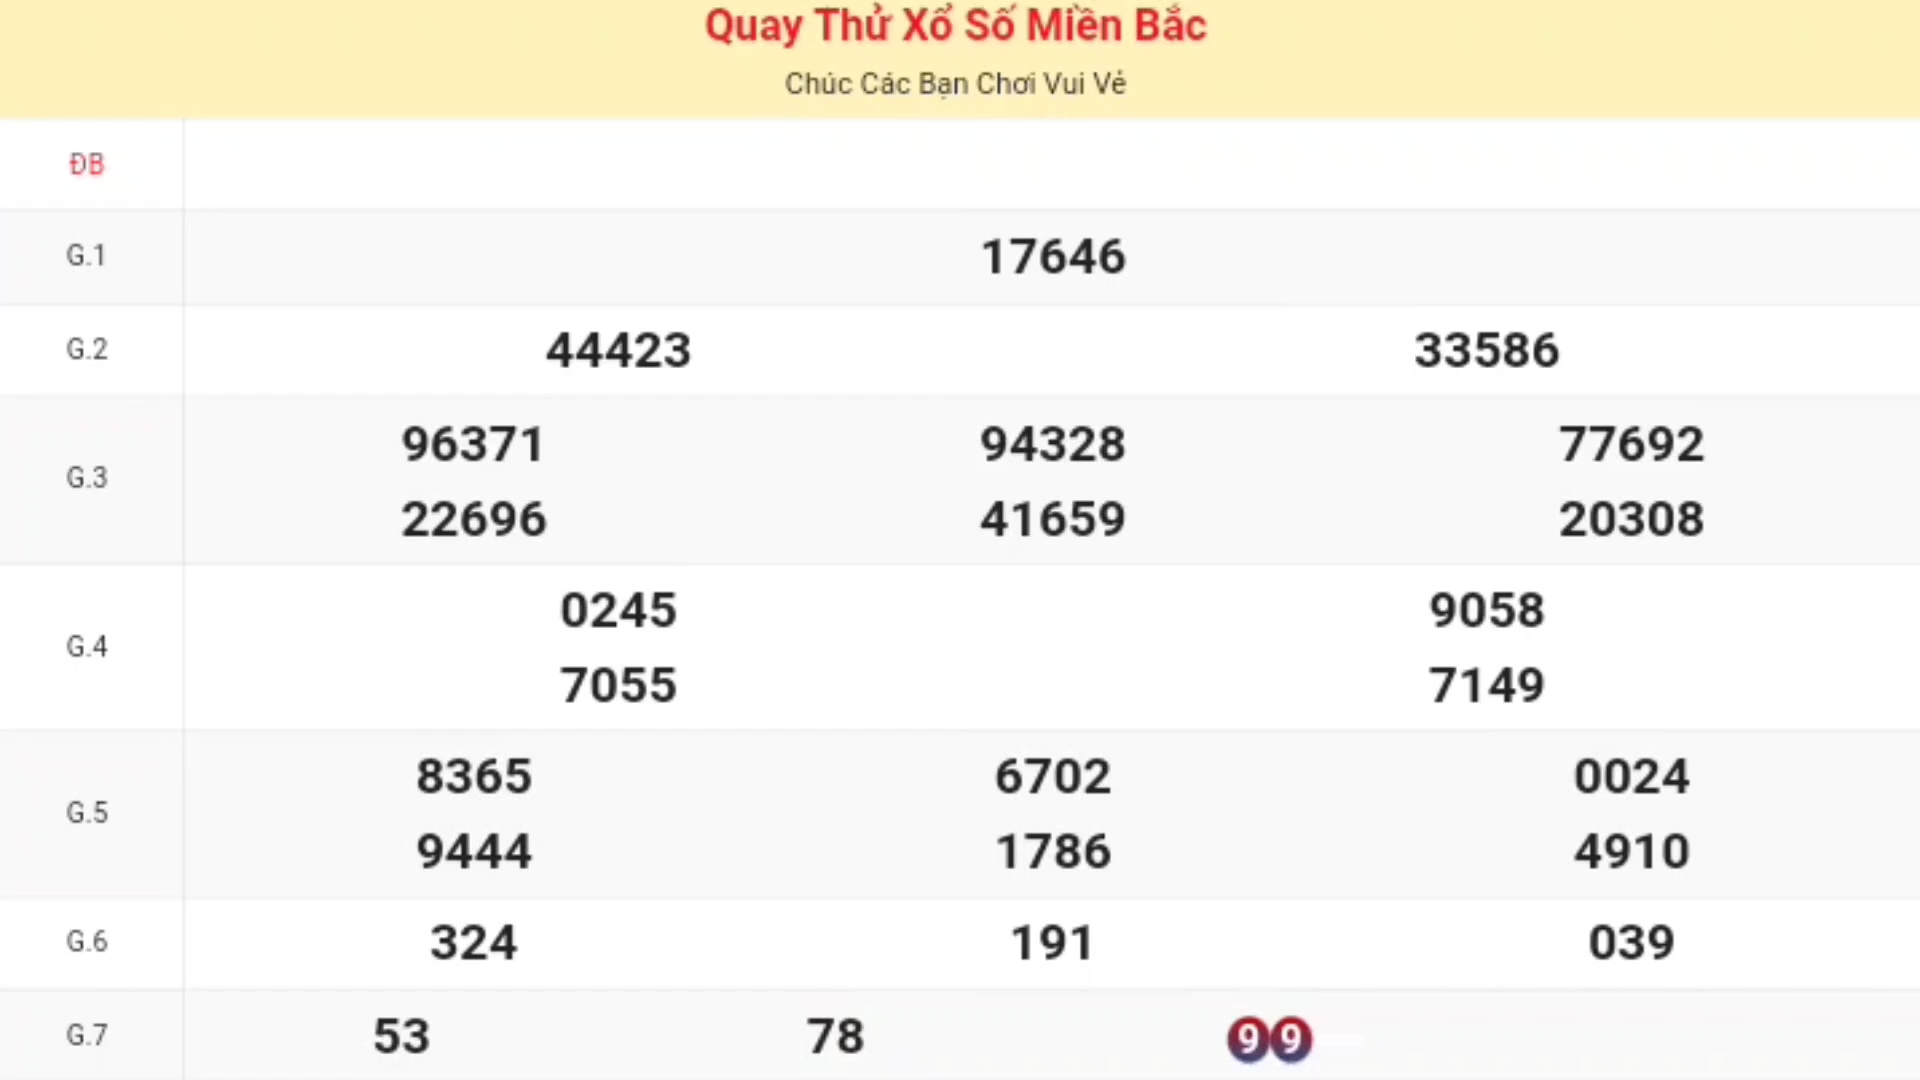 Quay Thử Xổ Số Miền Bắc
Chúc Các Bạn Chơi Vui Vẻ
ĐB
G.1 17646
G.2 44423 33586
G.3 96371 94328 77692
22696 41659 20308
G.4 0245 9058
7055 7149
G.5 8365 6702 0024
9444 1786 4910
G.6 324 191 039
G.7 53 78 99